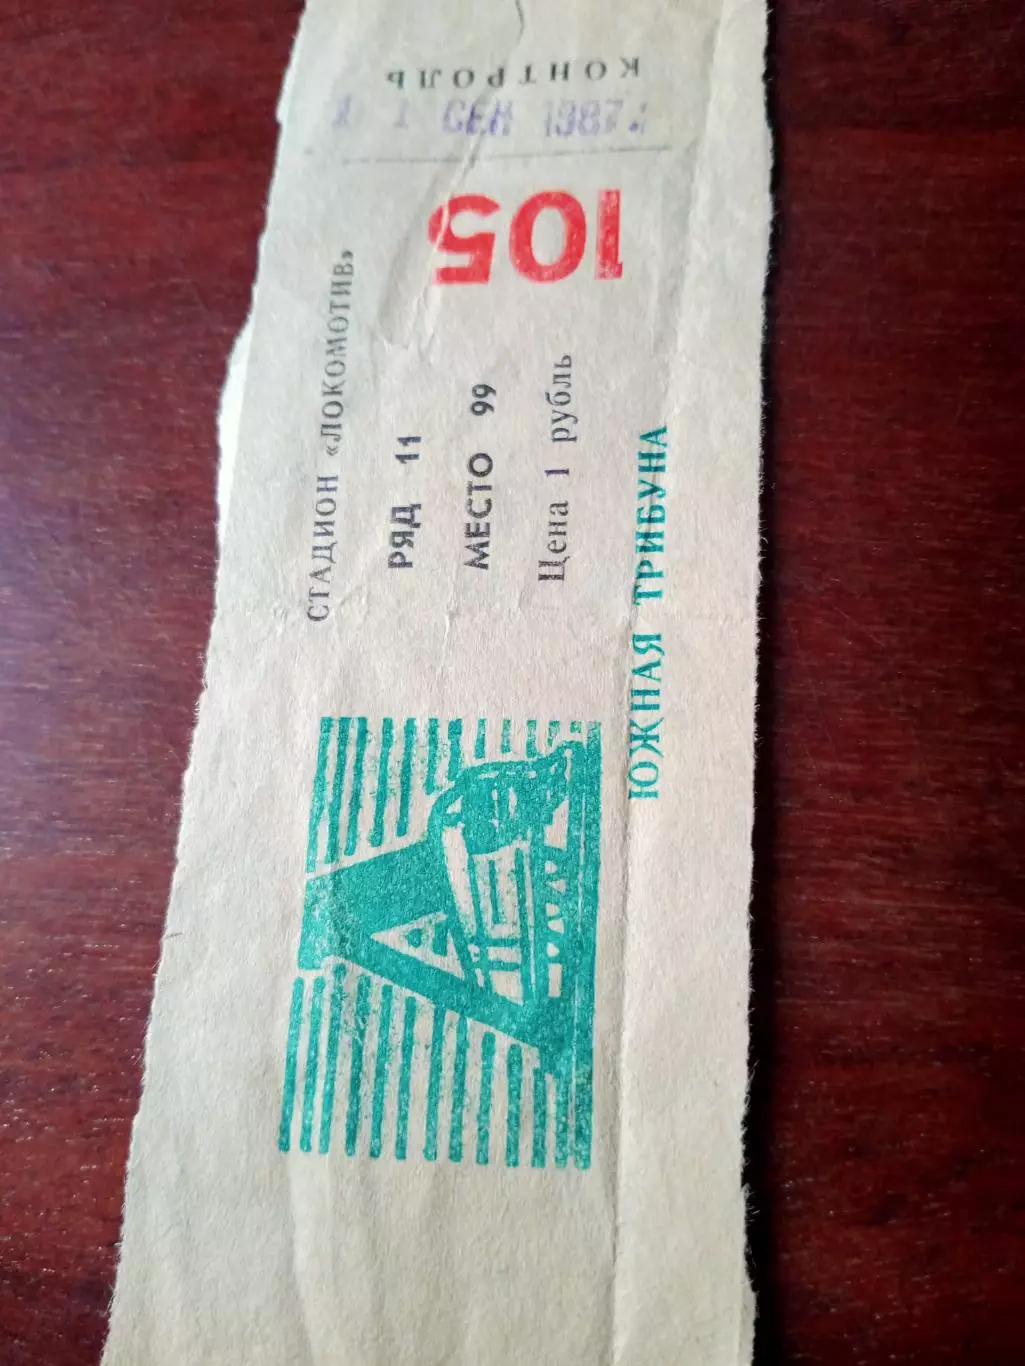 КОНТРОЛЬ
1 СЕН 1987
105
СТАДИОН «ЛОКОМОТИВ»
РЯД 11
МЕСТО 99
Цена 1 рубль
ЮЖНАЯ ТРИБУНА